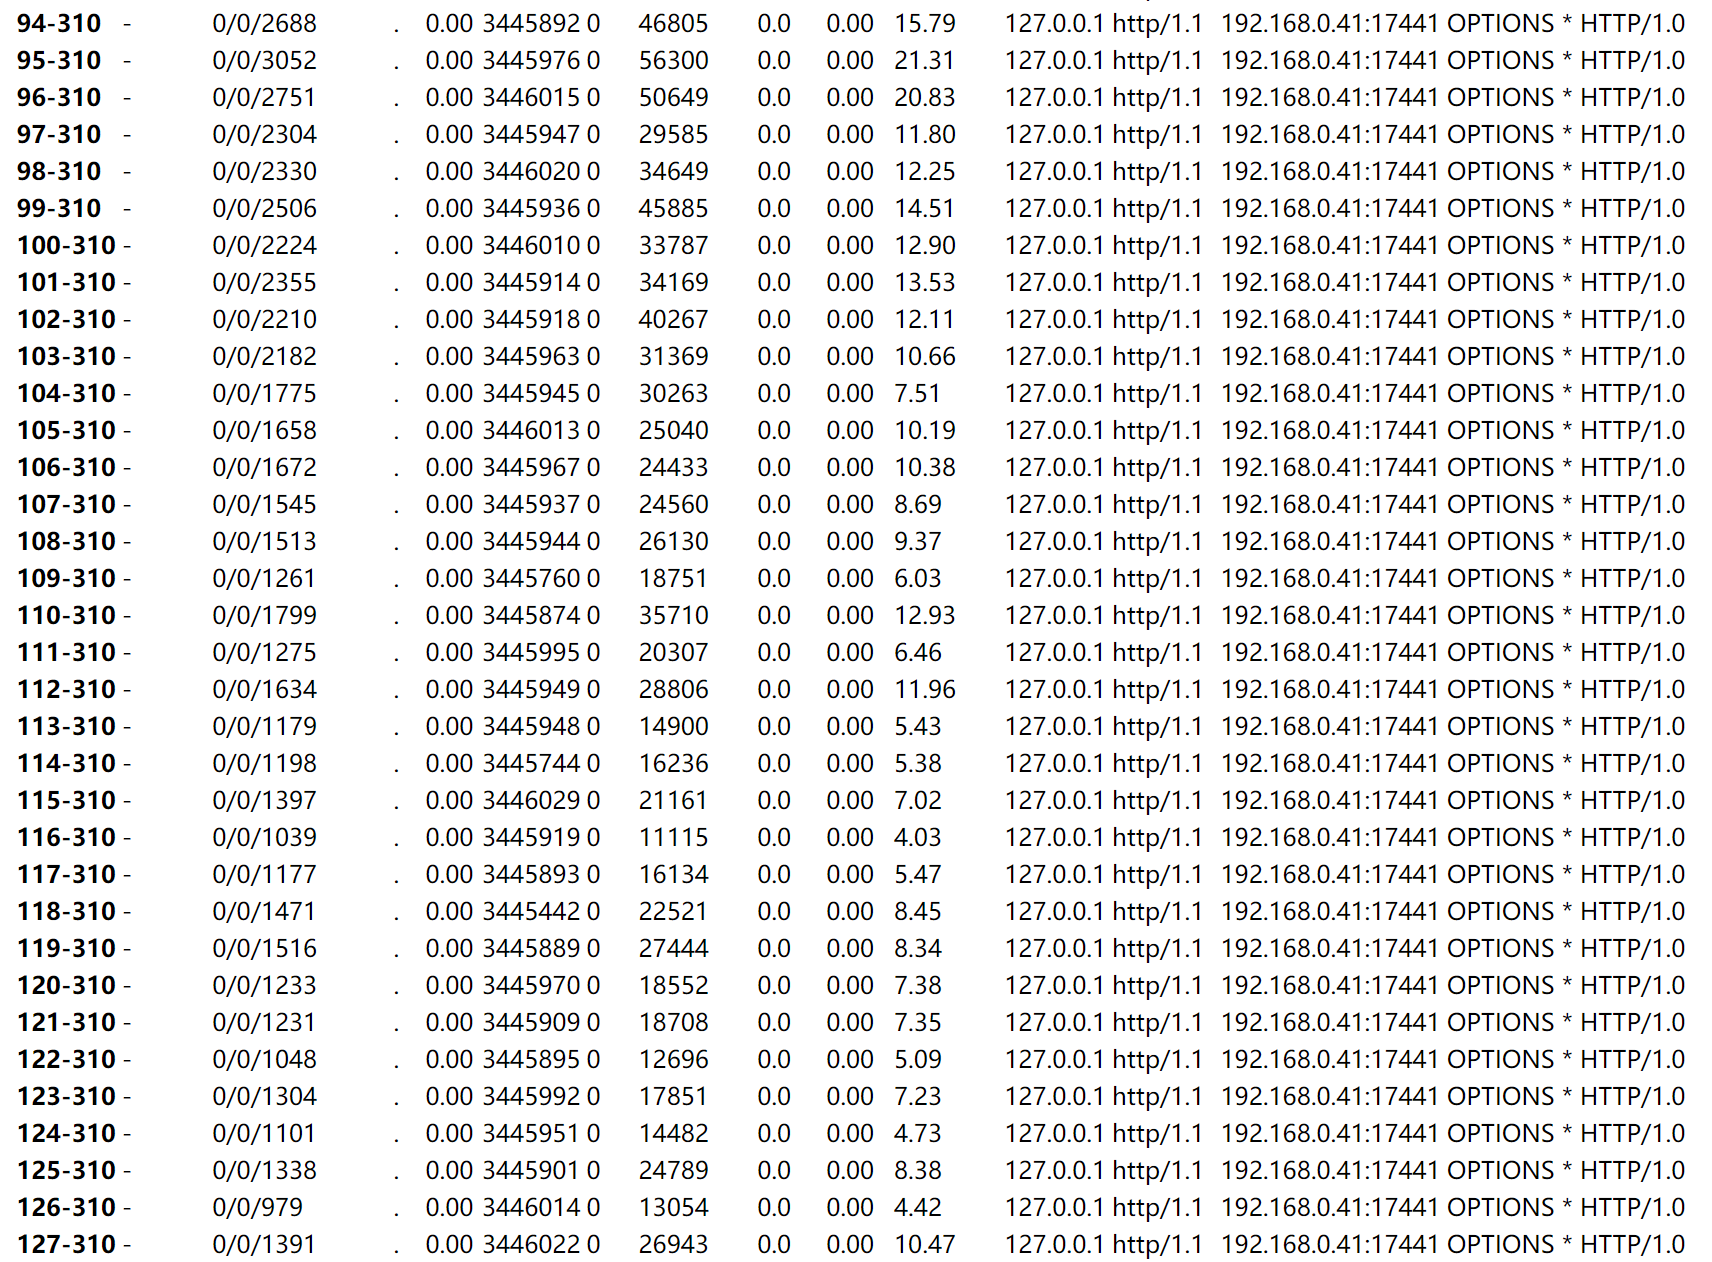 94-310 - 0/0/2688 . 0.00 3445892 0 46805 0.0 0.00 15.79 127.0.0.1 http/1.1 192.168.0.41:17441 OPTIONS * HTTP/1.0
95-310 - 0/0/3052 . 0.00 3445976 0 56300 0.0 0.00 21.31 127.0.0.1 http/1.1 192.168.0.41:17441 OPTIONS * HTTP/1.0
96-310 - 0/0/2751 . 0.00 3446015 0 50649 0.0 0.00 20.83 127.0.0.1 http/1.1 192.168.0.41:17441 OPTIONS * HTTP/1.0
97-310 - 0/0/2304 . 0.00 3445947 0 29585 0.0 0.00 11.80 127.0.0.1 http/1.1 192.168.0.41:17441 OPTIONS * HTTP/1.0
98-310 - 0/0/2330 . 0.00 3446020 0 34649 0.0 0.00 12.25 127.0.0.1 http/1.1 192.168.0.41:17441 OPTIONS * HTTP/1.0
99-310 - 0/0/2506 . 0.00 3445936 0 45885 0.0 0.00 14.51 127.0.0.1 http/1.1 192.168.0.41:17441 OPTIONS * HTTP/1.0
100-310 - 0/0/2224 . 0.00 3446010 0 33787 0.0 0.00 12.90 127.0.0.1 http/1.1 192.168.0.41:17441 OPTIONS * HTTP/1.0
101-310 - 0/0/2355 . 0.00 3445914 0 34169 0.0 0.00 13.53 127.0.0.1 http/1.1 192.168.0.41:17441 OPTIONS * HTTP/1.0
102-310 - 0/0/2210 . 0.00 3445918 0 40267 0.0 0.00 12.11 127.0.0.1 http/1.1 192.168.0.41:17441 OPTIONS * HTTP/1.0
103-310 - 0/0/2182 . 0.00 3445963 0 31369 0.0 0.00 10.66 127.0.0.1 http/1.1 192.168.0.41:17441 OPTIONS * HTTP/1.0
104-310 - 0/0/1775 . 0.00 3445945 0 30263 0.0 0.00 7.51 127.0.0.1 http/1.1 192.168.0.41:17441 OPTIONS * HTTP/1.0
105-310 - 0/0/1658 . 0.00 3446013 0 25040 0.0 0.00 10.19 127.0.0.1 http/1.1 192.168.0.41:17441 OPTIONS * HTTP/1.0
106-310 - 0/0/1672 . 0.00 3445967 0 24433 0.0 0.00 10.38 127.0.0.1 http/1.1 192.168.0.41:17441 OPTIONS * HTTP/1.0
107-310 - 0/0/1545 . 0.00 3445937 0 24560 0.0 0.00 8.69 127.0.0.1 http/1.1 192.168.0.41:17441 OPTIONS * HTTP/1.0
108-310 - 0/0/1513 . 0.00 3445944 0 26130 0.0 0.00 9.37 127.0.0.1 http/1.1 192.168.0.41:17441 OPTIONS * HTTP/1.0
109-310 - 0/0/1261 . 0.00 3445760 0 18751 0.0 0.00 6.03 127.0.0.1 http/1.1 192.168.0.41:17441 OPTIONS * HTTP/1.0
110-310 - 0/0/1799 . 0.00 3445874 0 35710 0.0 0.00 12.93 127.0.0.1 http/1.1 192.168.0.41:17441 OPTIONS * HTTP/1.0
111-310 - 0/0/1275 . 0.00 3445995 0 20307 0.0 0.00 6.46 127.0.0.1 http/1.1 192.168.0.41:17441 OPTIONS * HTTP/1.0
112-310 - 0/0/1634 . 0.00 3445949 0 28806 0.0 0.00 11.96 127.0.0.1 http/1.1 192.168.0.41:17441 OPTIONS * HTTP/1.0
113-310 - 0/0/1179 . 0.00 3445948 0 14900 0.0 0.00 5.43 127.0.0.1 http/1.1 192.168.0.41:17441 OPTIONS * HTTP/1.0
114-310 - 0/0/1198 . 0.00 3445744 0 16236 0.0 0.00 5.38 127.0.0.1 http/1.1 192.168.0.41:17441 OPTIONS * HTTP/1.0
115-310 - 0/0/1397 . 0.00 3446029 0 21161 0.0 0.00 7.02 127.0.0.1 http/1.1 192.168.0.41:17441 OPTIONS * HTTP/1.0
116-310 - 0/0/1039 . 0.00 3445919 0 11115 0.0 0.00 4.03 127.0.0.1 http/1.1 192.168.0.41:17441 OPTIONS * HTTP/1.0
117-310 - 0/0/1177 . 0.00 3445893 0 16134 0.0 0.00 5.47 127.0.0.1 http/1.1 192.168.0.41:17441 OPTIONS * HTTP/1.0
118-310 - 0/0/1471 . 0.00 3445442 0 22521 0.0 0.00 8.45 127.0.0.1 http/1.1 192.168.0.41:17441 OPTIONS * HTTP/1.0
119-310 - 0/0/1516 . 0.00 3445889 0 27444 0.0 0.00 8.34 127.0.0.1 http/1.1 192.168.0.41:17441 OPTIONS * HTTP/1.0
120-310 - 0/0/1233 . 0.00 3445970 0 18552 0.0 0.00 7.38 127.0.0.1 http/1.1 192.168.0.41:17441 OPTIONS * HTTP/1.0
121-310 - 0/0/1231 . 0.00 3445909 0 18708 0.0 0.00 7.35 127.0.0.1 http/1.1 192.168.0.41:17441 OPTIONS * HTTP/1.0
122-310 - 0/0/1048 . 0.00 3445895 0 12696 0.0 0.00 5.09 127.0.0.1 http/1.1 192.168.0.41:17441 OPTIONS * HTTP/1.0
123-310 - 0/0/1304 . 0.00 3445992 0 17851 0.0 0.00 7.23 127.0.0.1 http/1.1 192.168.0.41:17441 OPTIONS * HTTP/1.0
124-310 - 0/0/1101 . 0.00 3445951 0 14482 0.0 0.00 4.73 127.0.0.1 http/1.1 192.168.0.41:17441 OPTIONS * HTTP/1.0
125-310 - 0/0/1338 . 0.00 3445901 0 24789 0.0 0.00 8.38 127.0.0.1 http/1.1 192.168.0.41:17441 OPTIONS * HTTP/1.0
126-310 - 0/0/979 . 0.00 3446014 0 13054 0.0 0.00 4.42 127.0.0.1 http/1.1 192.168.0.41:17441 OPTIONS * HTTP/1.0
127-310 - 0/0/1391 . 0.00 3446022 0 26943 0.0 0.00 10.47 127.0.0.1 http/1.1 192.168.0.41:17441 OPTIONS * HTTP/1.0